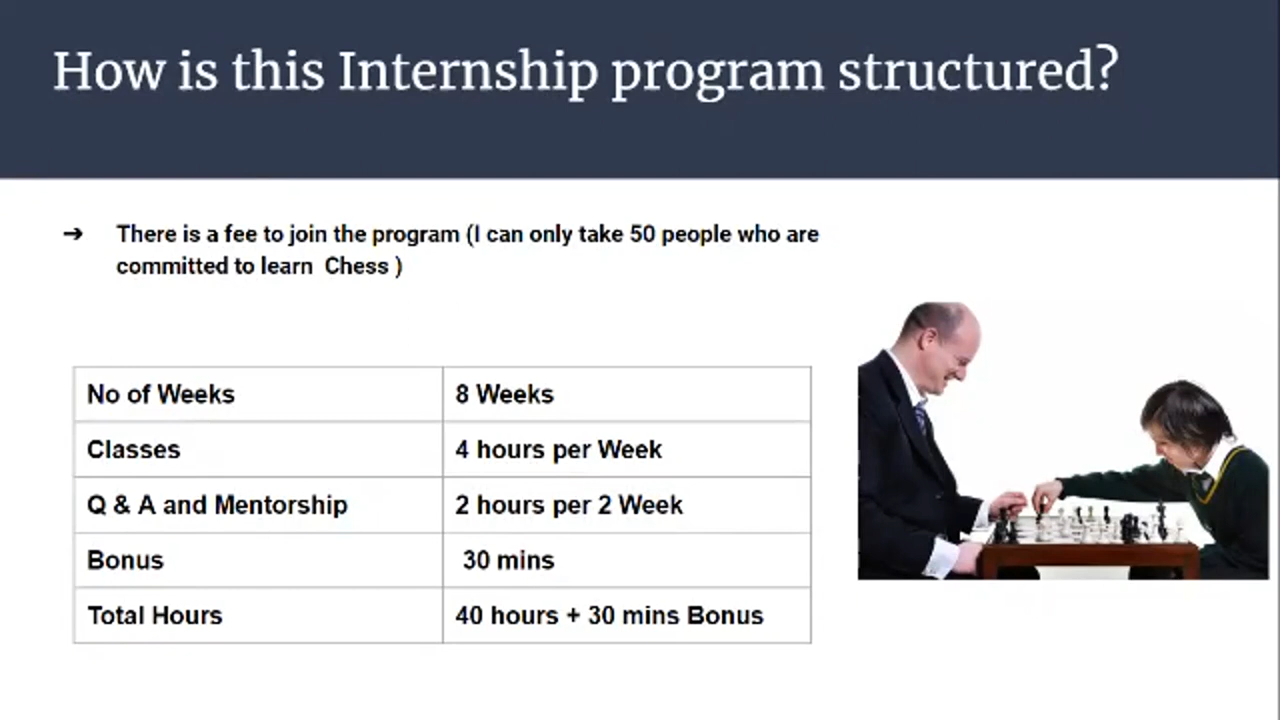 How is this Internship program structured?
➔ There is a fee to join the program (I can only take 50 people who are
committed to learn  Chess )
No of Weeks 8 Weeks
Classes 4 hours per Week
Q & A and Mentorship 2 hours per 2 Week
Bonus 30 mins
Total Hours 40 hours + 30 mins Bonus